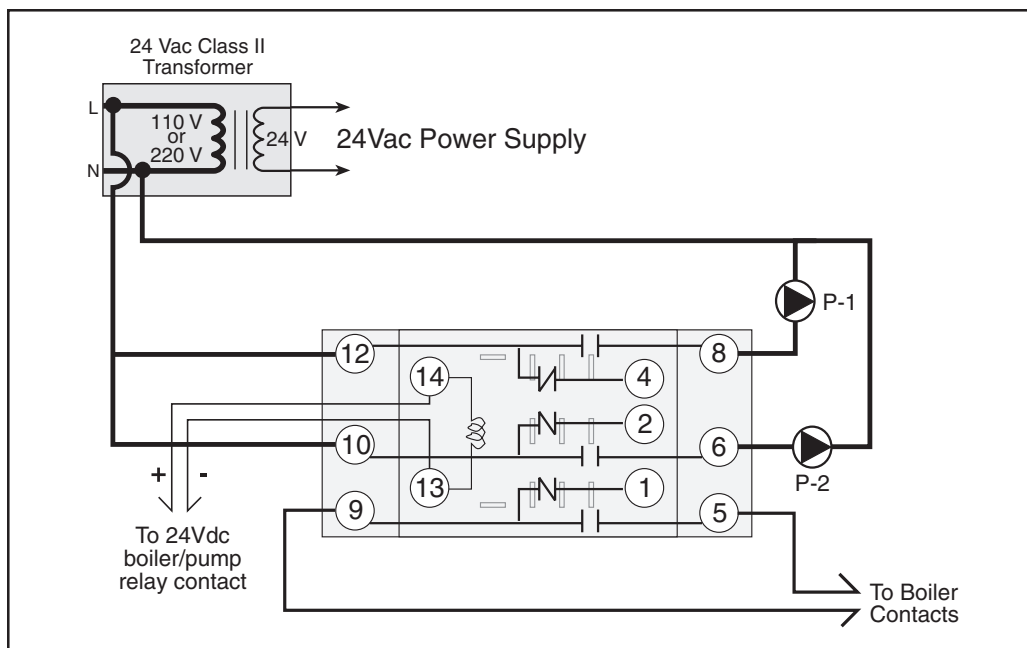 24 Vac Class II
Transformer
L
110 V
or
220 V
24 V
24Vac Power Supply
N
P-1
12
8
14
4
2
10
6
P-2
13
1
+
-
9
5
To 24Vdc
boiler/pump
relay contact
To Boiler
Contacts